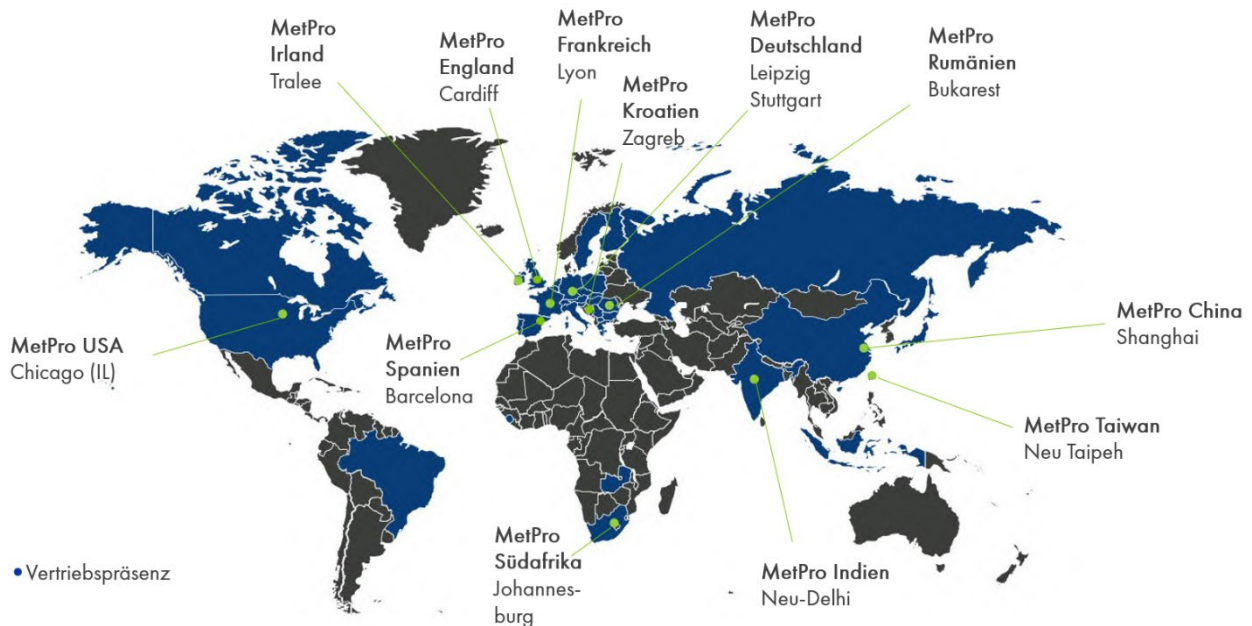 MetPro
Irland
Tralee
MetPro
England
Cardiff
MetPro
Frankreich
Lyon
MetPro
Kroatien
Zagreb
MetPro
Deutschland
Leipzig
Stuttgart
MetPro
Rumänien
Bukarest
MetPro USA
Chicago (IL)
MetPro
Spanien
Barcelona
MetPro China
Shanghai
MetPro Taiwan
Neu Taipeh
MetPro
Südafrika
Johannes-
burg
MetPro Indien
Neu-Delhi
Vertriebspräsenz